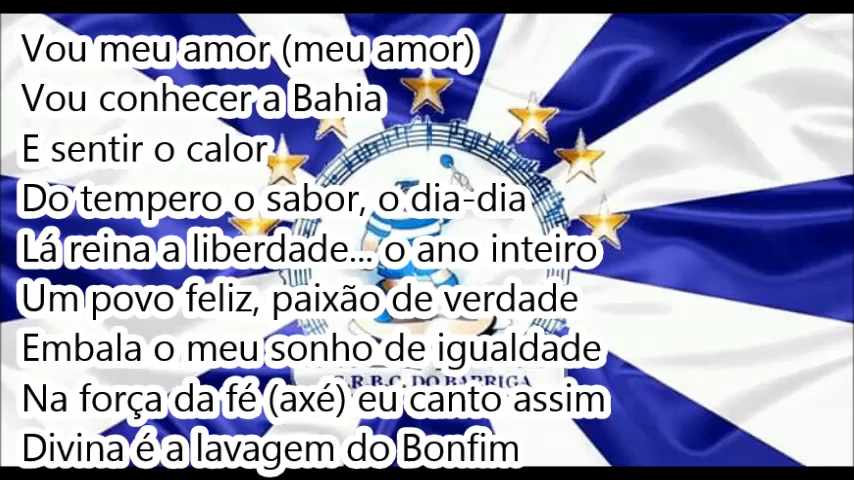 Vou meu amor (meu amor)
Vou conhecer a Bahia
E sentir o calor
Do tempero o sabor, o dia-dia
Lá reina a liberdade... o ano inteiro
Um povo feliz, paixão de verdade
Embala o meu sonho de igualdade
G.R.B.C. DO BARRIGA
Na força da fé (axé) eu canto assim
Divina é a lavagem do Bonfim